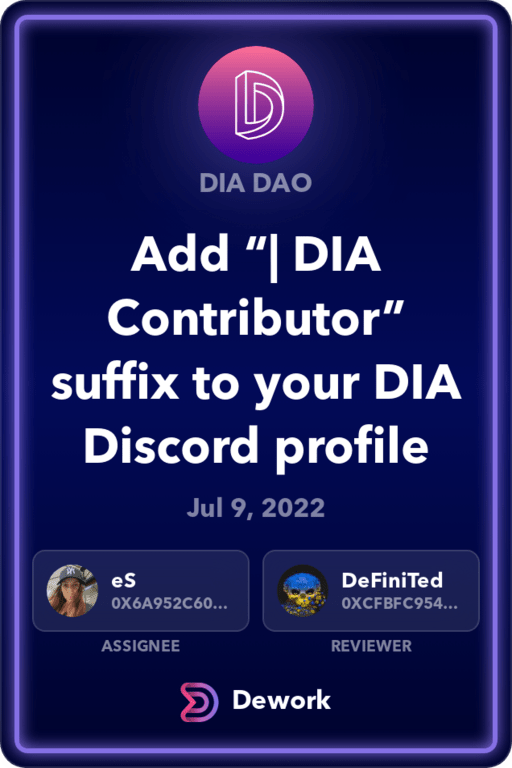 DIA DAO
Add “| DIA
Contributor”
suffix to your DIA
Discord profile
Jul 9, 2022
eS
0X6A952C60...
ASSIGNEE
DeFiniTed
0XCFBFC954...
REVIEWER
Dework